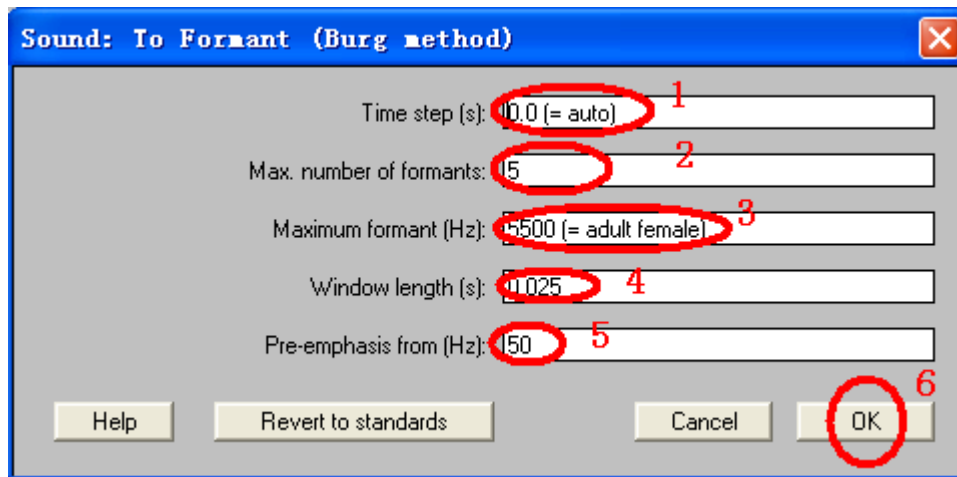 Sound: To Formant (Burg method)
Time step (s): 0.0 (= auto) 1
Max. number of formants: 5 2
Maximum formant (Hz): 5500 (= adult female) 3
Window length (s): 0.025 4
Pre-emphasis from (Hz): 50 5
Help Revert to standards Cancel OK 6